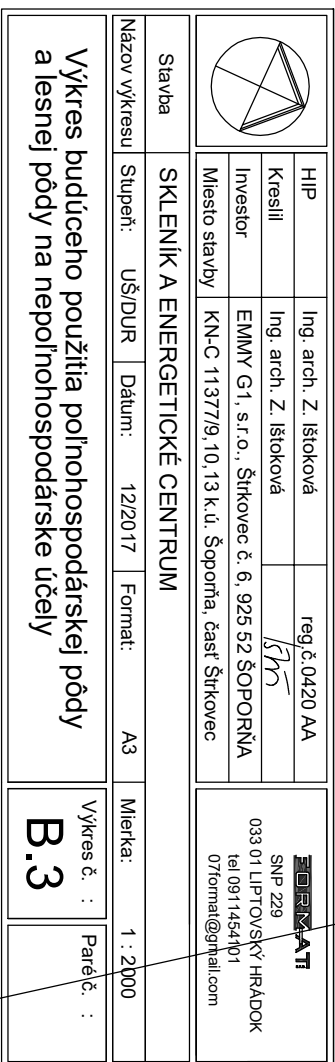 HIP Ing. arch. Z. Ištoková reg.č.0420 AA
Kreslil Ing. arch. Z. Ištoková
Investor EMMY G1, s.r.o., Štrkovec č. 6, 925 52 ŠOPORŇA
Miesto stavby KN-C 11377/9,10,13 k.ú. Šoporňa, časť Štrkovec
FORMAT
SNP 229
033 01 LIPTOVSKÝ HRÁDOK
tel 0911454101
07format@gmail.com
Stavba SKLENÍK A ENERGETICKÉ CENTRUM
Názov výkresu Stupeň: UŠ/DUR Dátum: 12/2017 Format: A3 Mierka: 1 : 2000
Výkres budúceho použitia poľnohospodárskej pôdy
a lesnej pôdy na nepoľnohospodárske účely
Výkres č. :
B.3
Paré č. :